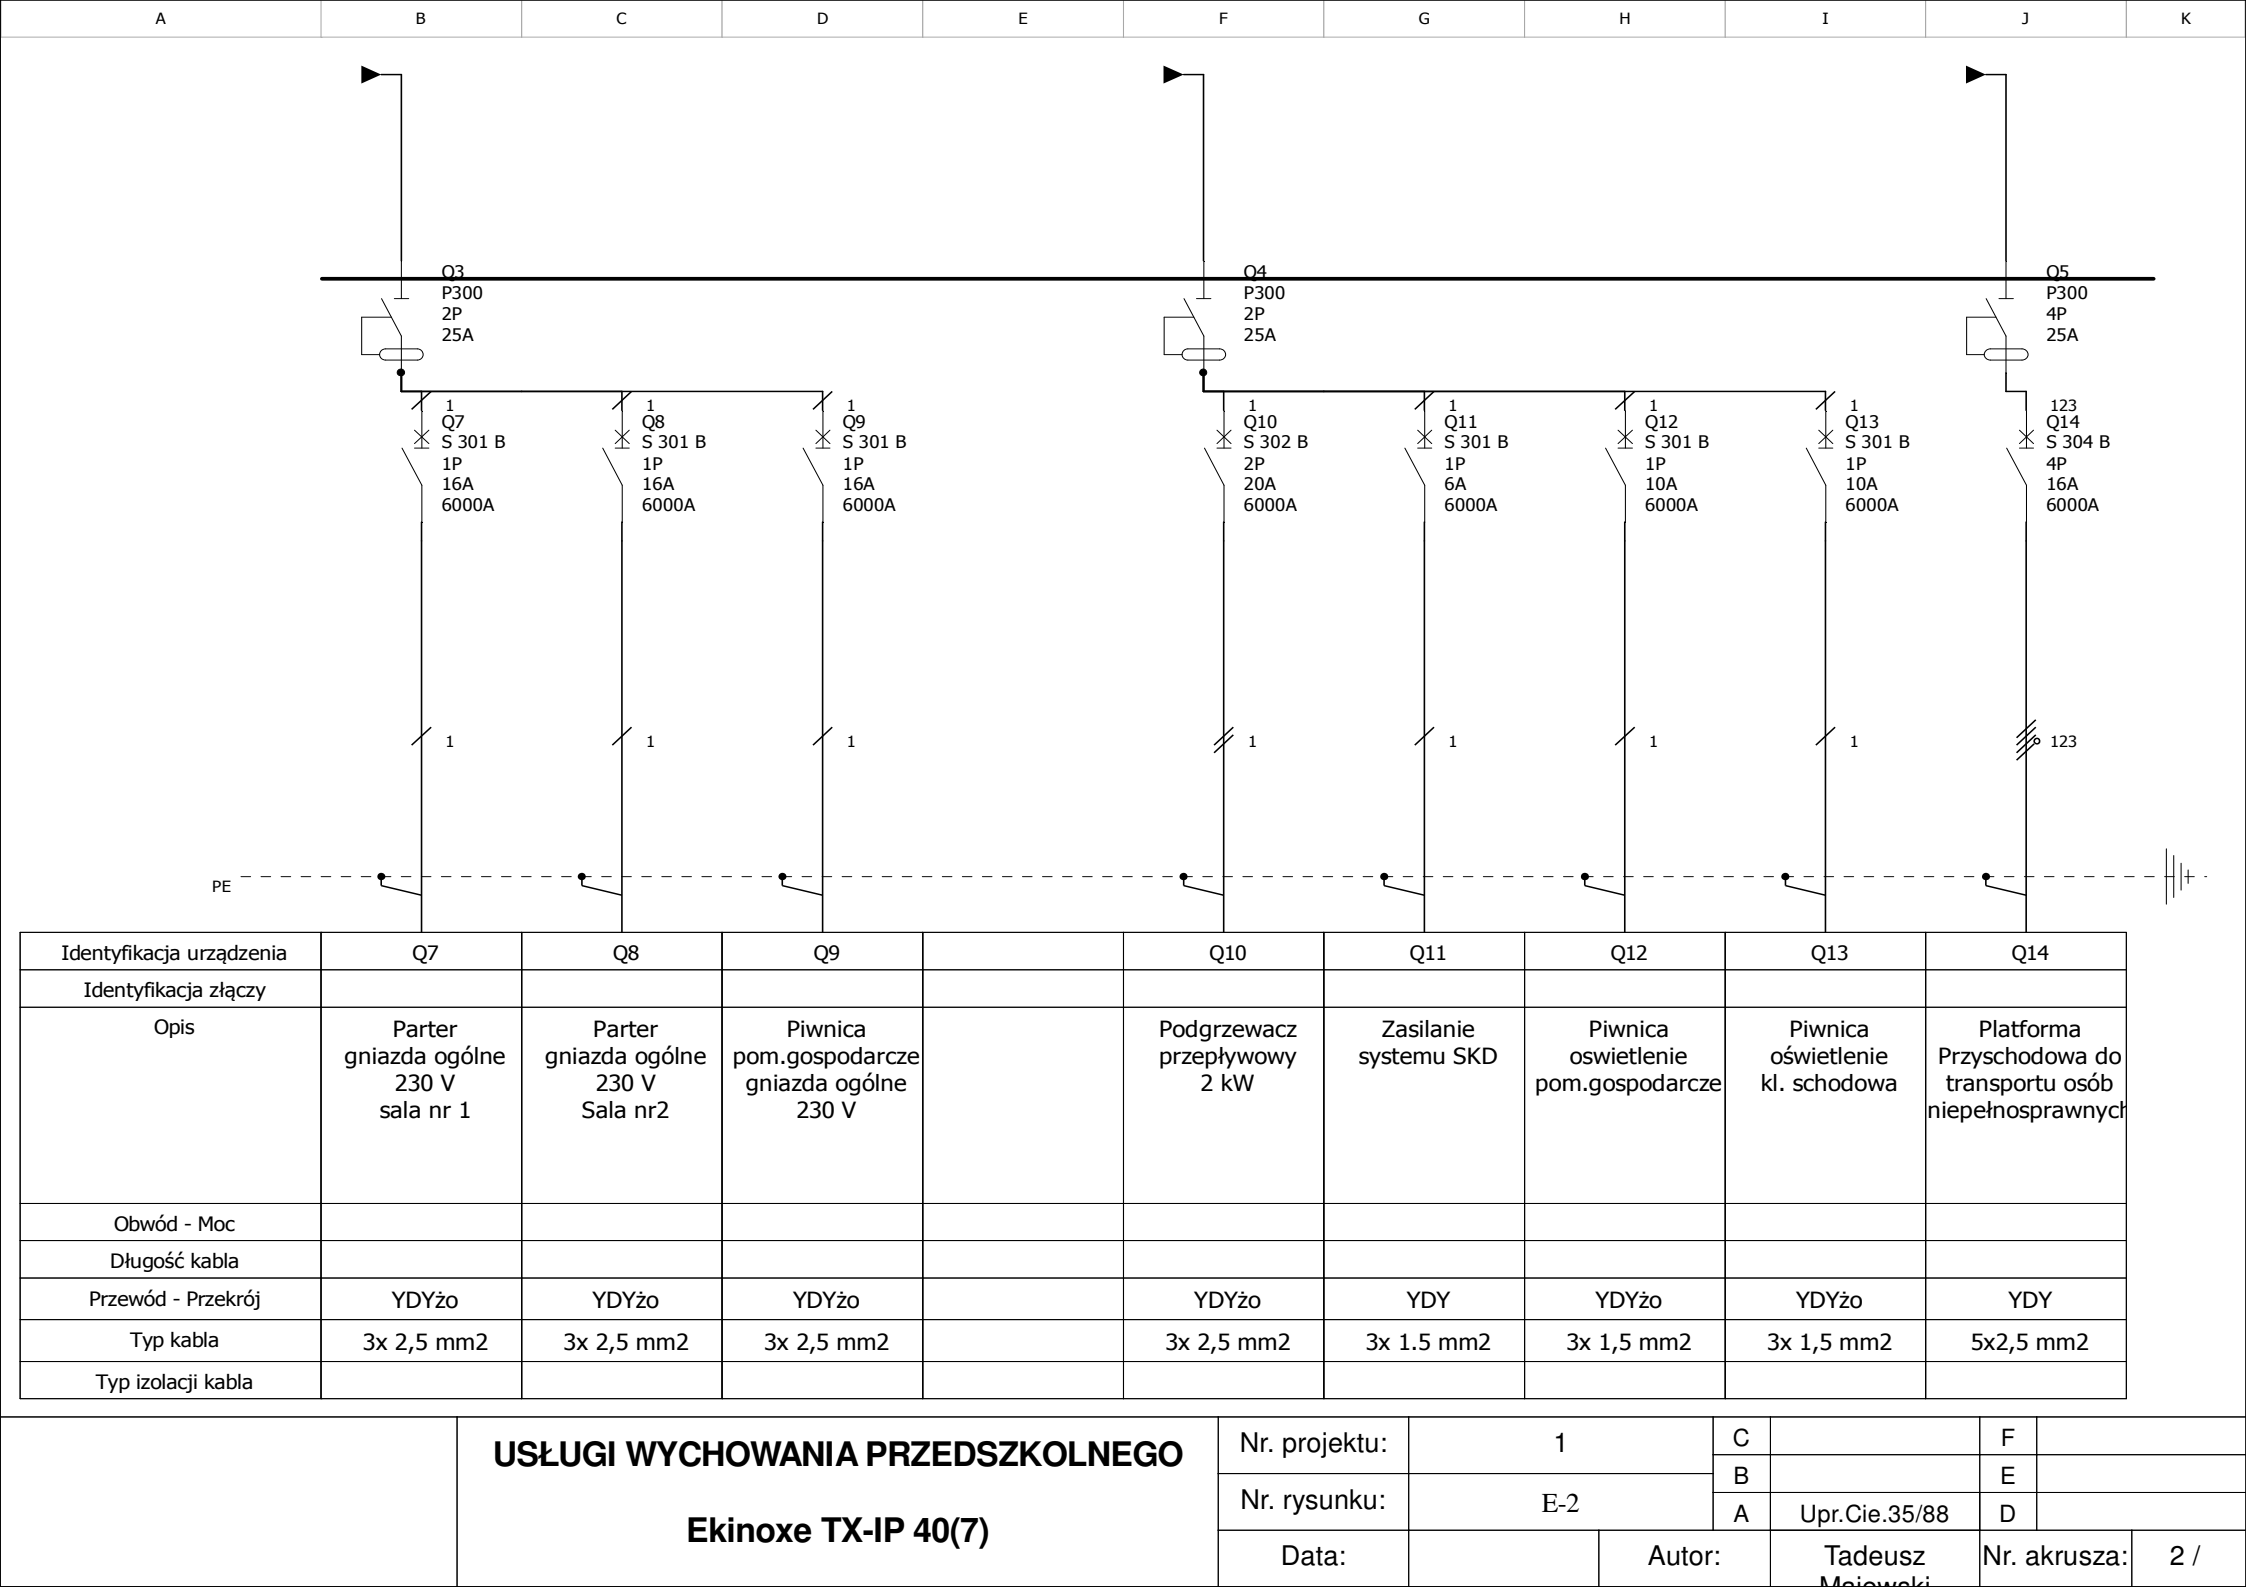 A B C D E F G H I J K
Q3 Q4 Q5
P300 P300 P300
2P 2P 4P
25A 25A 25A
1 1 1 1 1 1 1 123
Q7 Q8 Q9 Q10 Q11 Q12 Q13 Q14
S 301 B S 301 B S 301 B S 302 B S 301 B S 301 B S 301 B S 304 B
1P 1P 1P 2P 1P 1P 1P 4P
16A 16A 16A 20A 6A 10A 10A 16A
6000A 6000A 6000A 6000A 6000A 6000A 6000A 6000A
1 1 1 1 1 1 1 123
PE
Identyfikacja urządzenia Q7 Q8 Q9 Q10 Q11 Q12 Q13 Q14
Identyfikacja złączy
Opis Parter Parter Piwnica Podgrzewacz Zasilanie Piwnica Piwnica Platforma
gniazda ogólne gniazda ogólne pom.gospodarcze przepływowy systemu SKD oswietlenie oświetlenie Przyschodowa do
230 V 230 V gniazda ogólne 2 kW pom.gospodarcze kl. schodowa transportu osób
sala nr 1 Sala nr2 230 V niepełnosprawnych
Obwód - Moc
Długość kabla
Przewód - Przekrój YDYżo YDYżo YDYżo YDYżo YDY YDYżo YDYżo YDY
Typ kabla 3x 2,5 mm2 3x 2,5 mm2 3x 2,5 mm2 3x 2,5 mm2 3x 1.5 mm2 3x 1,5 mm2 3x 1,5 mm2 5x2,5 mm2
Typ izolacji kabla
USŁUGI WYCHOWANIA PRZEDSZKOLNEGO
Ekinoxe TX-IP 40(7)
Nr. projektu: 1 C F
B E
Nr. rysunku: E-2
A Upr.Cie.35/88 D
Data: Autor: Tadeusz Nr. akrusza: 2 /